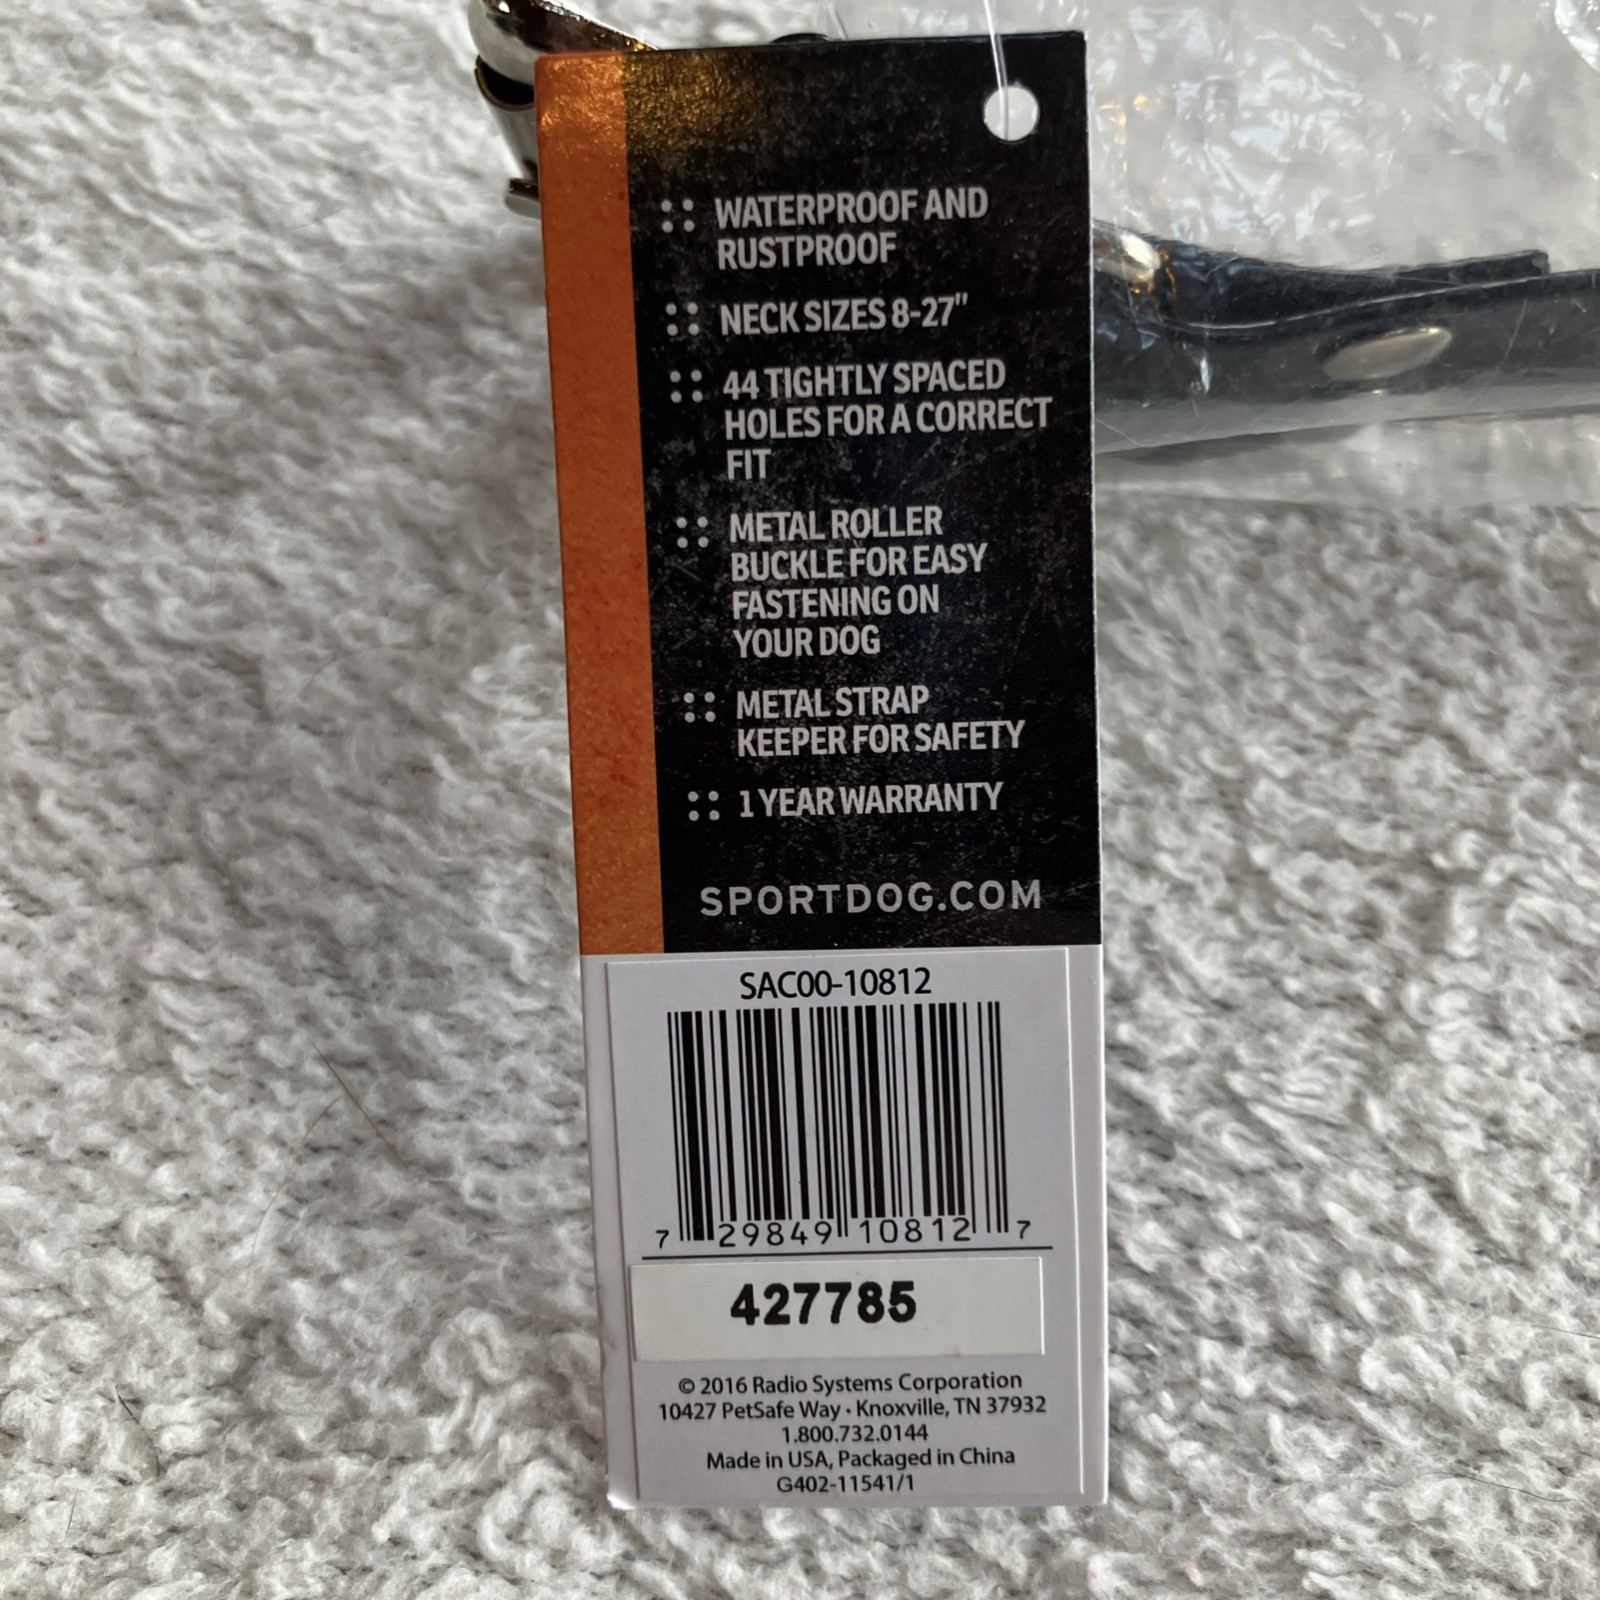 WATERPROOF AND
RUSTPROOF
NECK SIZES 8-27"
44 TIGHTLY SPACED
HOLES FOR A CORRECT
FIT
METAL ROLLER
BUCKLE FOR EASY
FASTENING ON
YOUR DOG
METAL STRAP
KEEPER FOR SAFETY
1 YEAR WARRANTY
SPORTDOG.COM
SAC00-10812
7 29849 10812 7
427785
© 2016 Radio Systems Corporation
10427 PetSafe Way • Knoxville, TN 37932
1.800.732.0144
Made in USA, Packaged in China
G402-11541/1